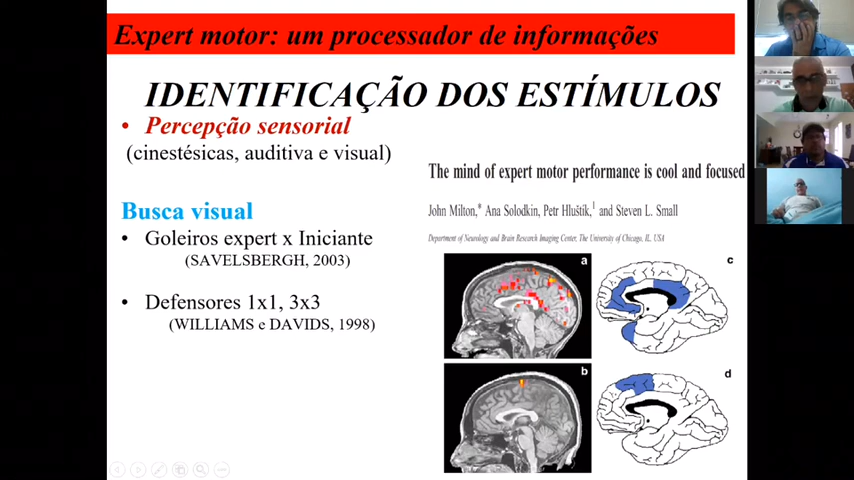 Expert motor: um processador de informações
IDENTIFICAÇÃO DOS ESTÍMULOS
• Percepção sensorial
(cinestésicas, auditiva e visual)
Busca visual
• Goleiros expert x Iniciante
(SAVELSBERGH, 2003)
• Defensores 1x1, 3x3
(WILLIAMS e DAVIDS, 1998)
The mind of expert motor performance is cool and focused
John Milton,* Ana Solodkin, Petr Hluštík,1 and Steven L. Small
Department of Neurology and Brain Research Imaging Center, The University of Chicago, IL, USA
a
c
b
d